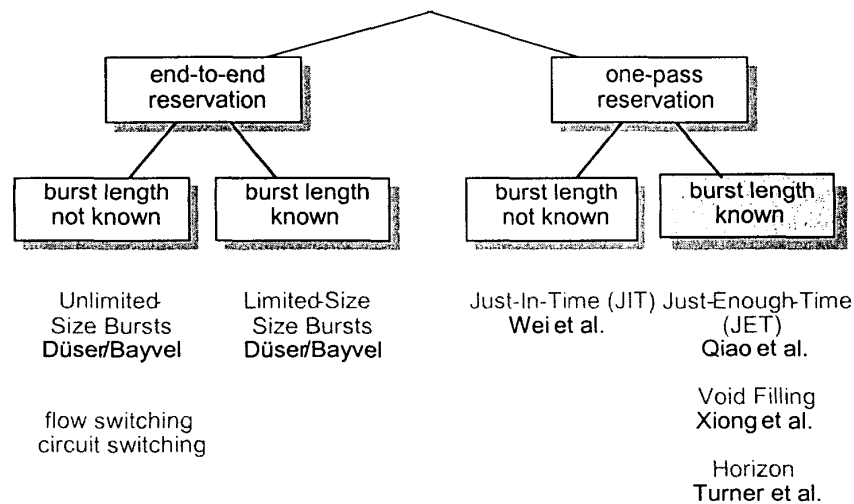 end-to-end
reservation
one-pass
reservation
burst length
not known
burst length
known
burst length
not known
burst length
known
Unlimited-
Size Bursts
Düser/Bayvel
Limited-Size
Size Bursts
Düser/Bayvel
Just-In-Time (JIT)
Wei et al.
Just-Enough-Time
(JET)
Qiao et al.
flow switching
circuit switching
Void Filling
Xiong et al.
Horizon
Turner et al.